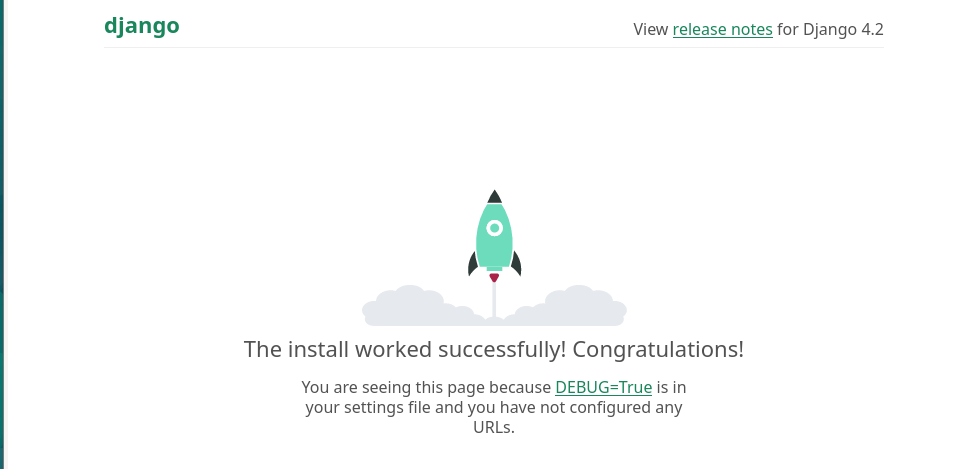 django
View release notes for Django 4.2
The install worked successfully! Congratulations!
You are seeing this page because DEBUG=True is in
your settings file and you have not configured any
URLs.